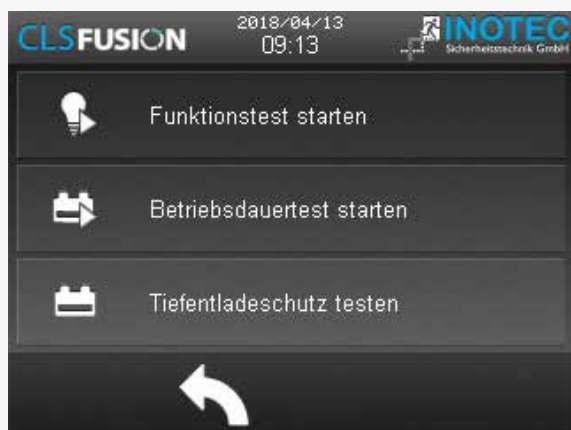 CLSFUSION
2018/04/13
09:13
INOTEC
Sicherheitstechnik GmbH
Funktionstest starten
Betriebsdauertest starten
Tiefentladeschutz testen